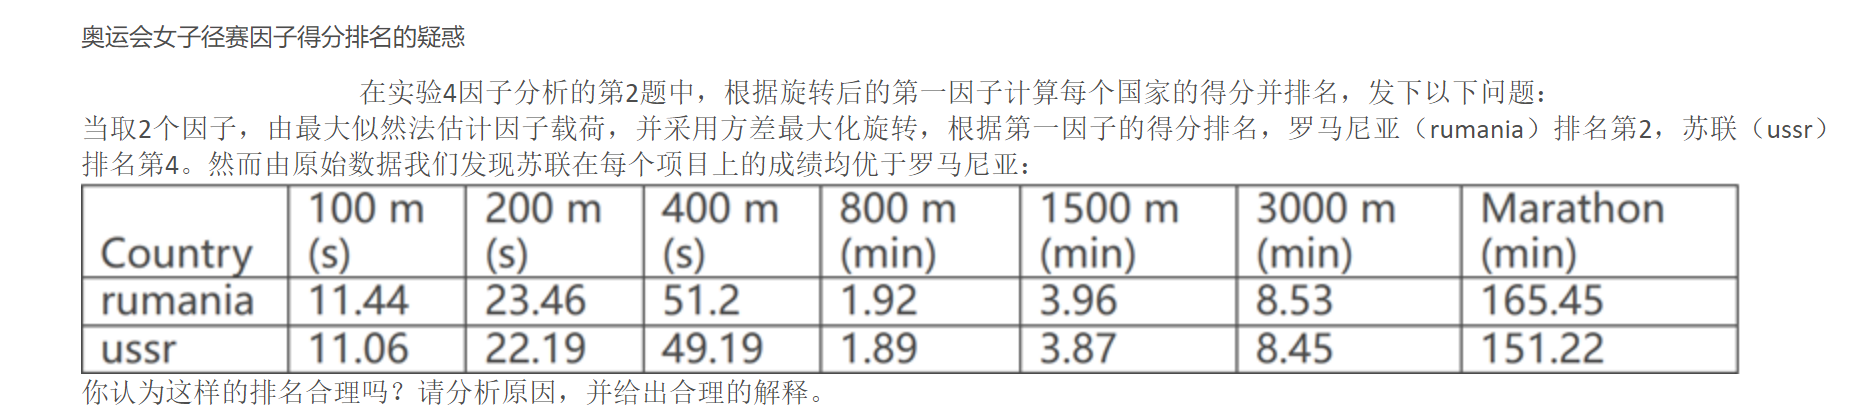 奥运会女子径赛因子得分排名的疑惑
在实验4因子分析的第2题中，根据旋转后的第一因子计算每个国家的得分并排名，发下以下问题：
当取2个因子，由最大似然法估计因子载荷，并采用方差最大化旋转，根据第一因子的得分排名，罗马尼亚（rumania）排名第2，苏联（ussr）
排名第4。然而由原始数据我们发现苏联在每个项目上的成绩均优于罗马尼亚：
Country 100 m (s) 200 m (s) 400 m (s) 800 m (min) 1500 m (min) 3000 m (min) Marathon (min)
rumania 11.44 23.46 51.2 1.92 3.96 8.53 165.45
ussr 11.06 22.19 49.19 1.89 3.87 8.45 151.22
你认为这样的排名合理吗？请分析原因，并给出合理的解释。